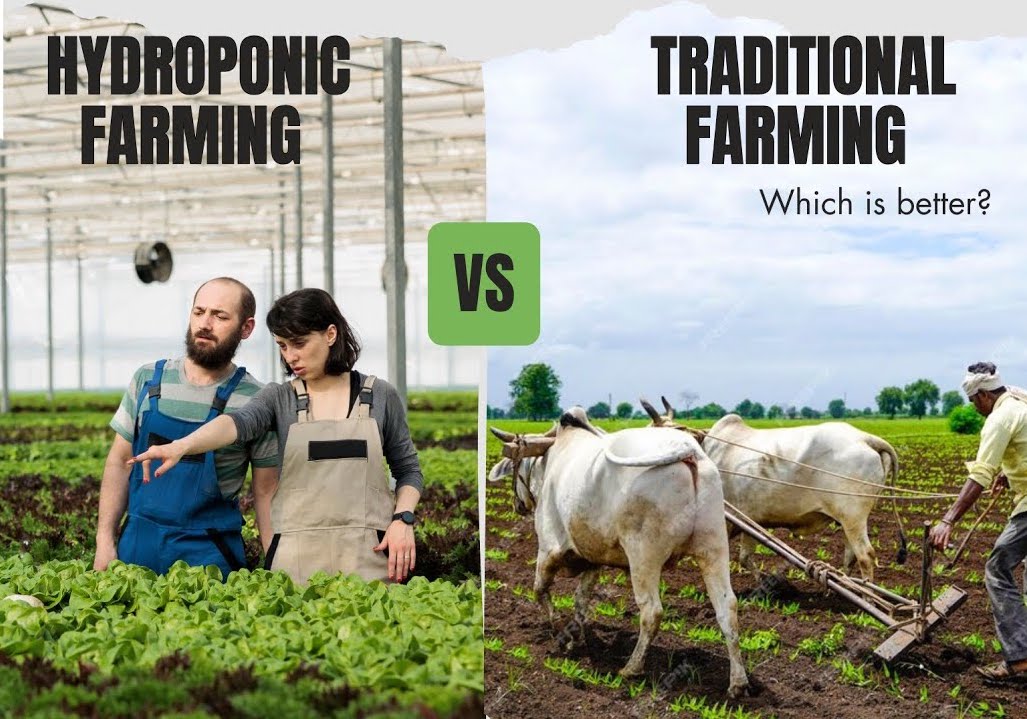 HYDROPONIC
FARMING
VS
TRADITIONAL
FARMING
Which is better?